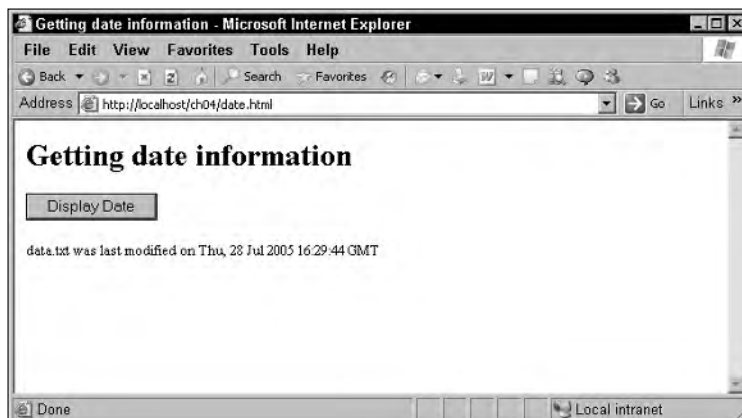 Getting date information - Microsoft Internet Explorer
File Edit View Favorites Tools Help
Back Search Favorites
Address http://localhost/ch04/date.html Go Links »
Getting date information
Display Date
data.txt was last modified on Thu, 28 Jul 2005 16:29:44 GMT
Done Local intranet